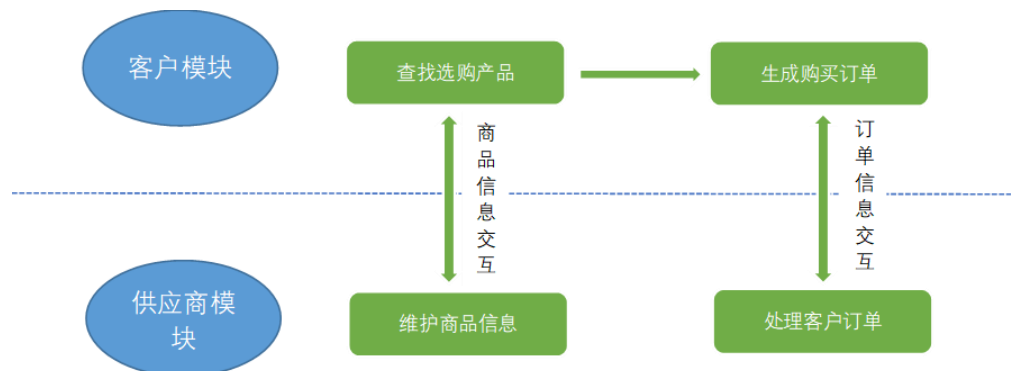 客户模块
查找选购产品
生成购买订单
商品信息交互
订单信息交互
供应商模
块
维护商品信息
处理客户订单